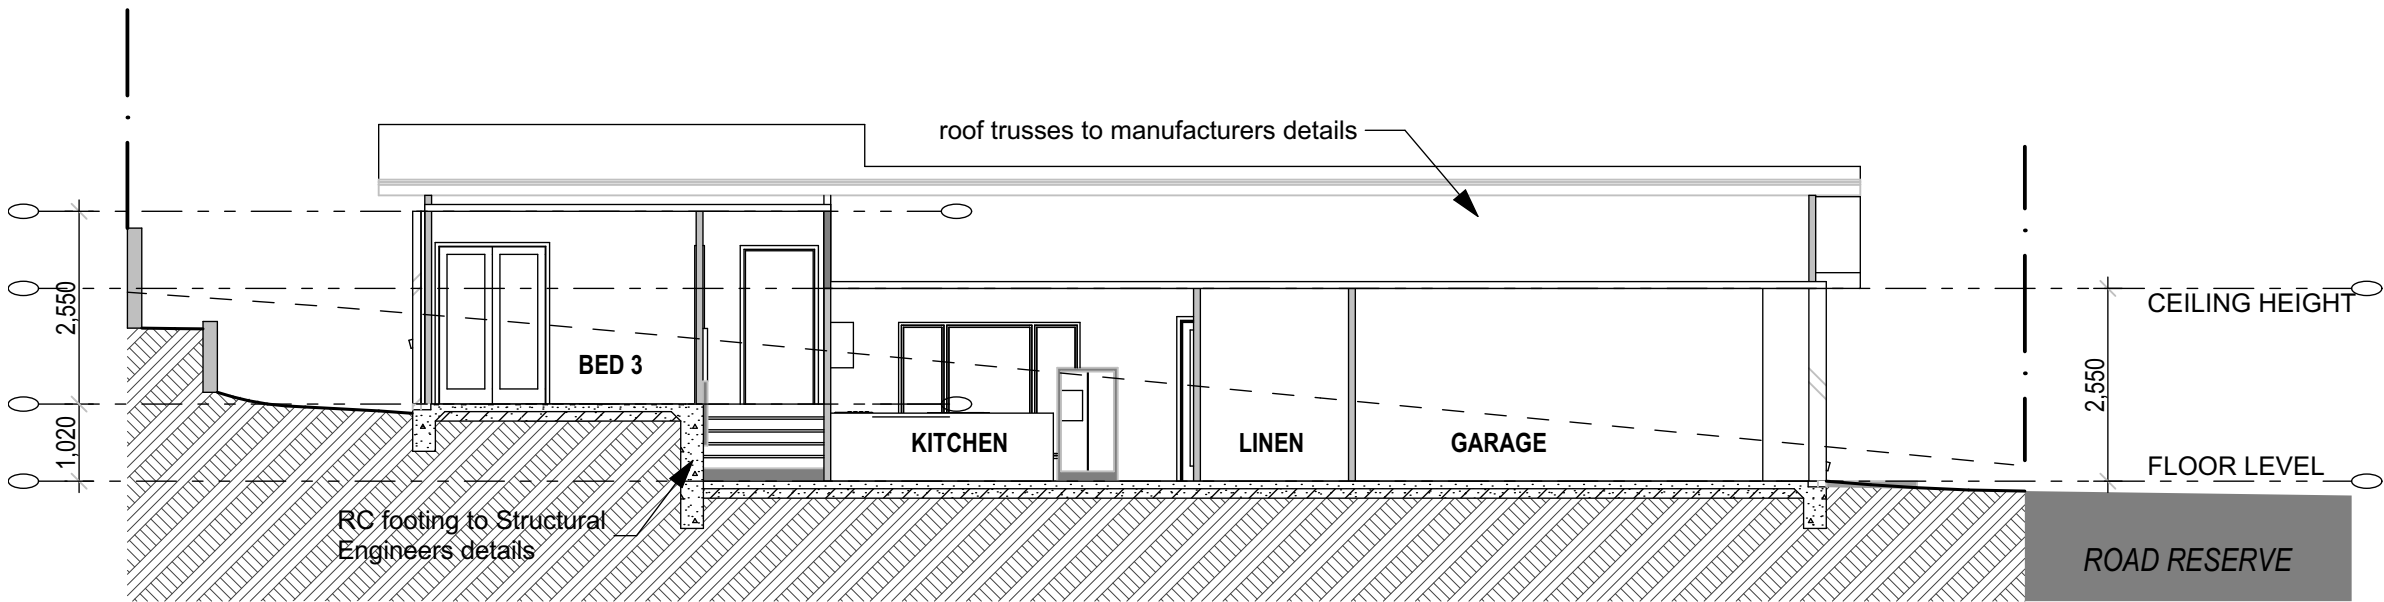 roof trusses to manufacturers details
2,550
CEILING HEIGHT
BED 3
2,550
1,020
KITCHEN
LINEN
GARAGE
FLOOR LEVEL
RC footing to Structural
Engineers details
ROAD RESERVE